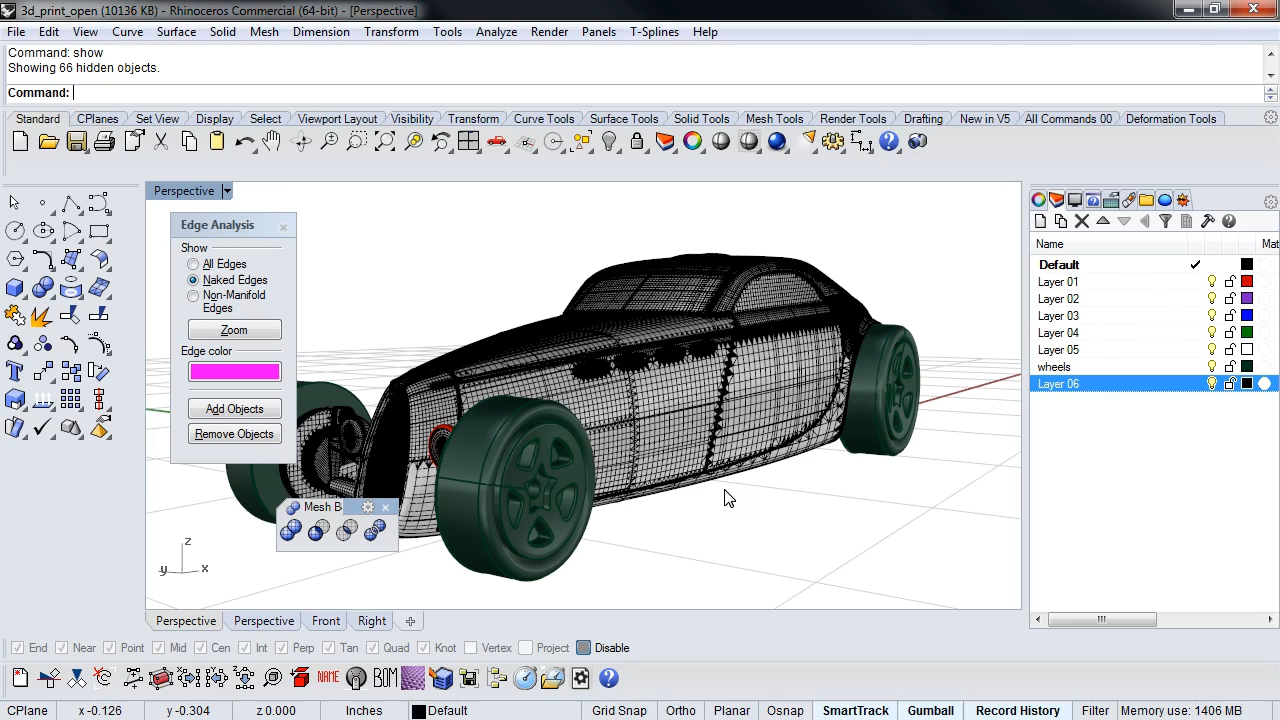 3d_print_open (10136 KB) - Rhinoceros Commercial (64-bit) - [Perspective]
File Edit View Curve Surface Solid Mesh Dimension Transform Tools Analyze Render Panels T-Splines Help
Command: show
Showing 66 hidden objects.
Command:
Standard CPlanes Set View Display Select Viewport Layout Visibility Transform Curve Tools Surface Tools Solid Tools Mesh Tools Render Tools Drafting New in V5 All Commands 00 Deformation Tools
Perspective
Edge Analysis
Show
All Edges
Naked Edges
Non-Manifold
Edges
Zoom
Edge color
Add Objects
Remove Objects
Mesh B
z
y x
Name Mat
Default
Layer 01
Layer 02
Layer 03
Layer 04
Layer 05
wheels
Layer 06
Perspective Perspective Front Right
End Near Point Mid Cen Int Perp Tan Quad Knot Vertex Project Disable
NAME BOM
CPlane x -0.126 y -0.304 z 0.000 Inches Default Grid Snap Ortho Planar Osnap SmartTrack Gumball Record History Filter Memory use: 1406 MB